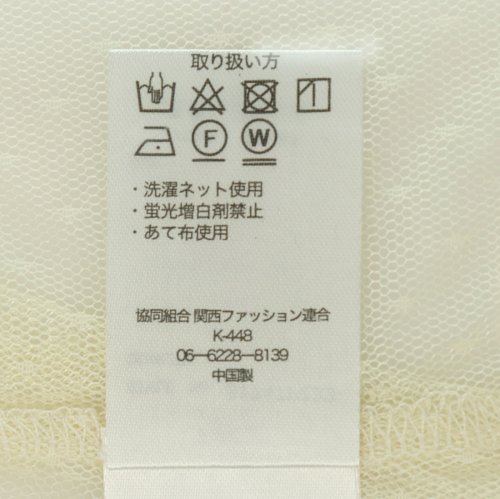 取り扱い方
F W
・洗濯ネット使用
・蛍光増白剤禁止
・あて布使用
協同組合 関西ファッション連合
K-448
06-6228-8139
中国製